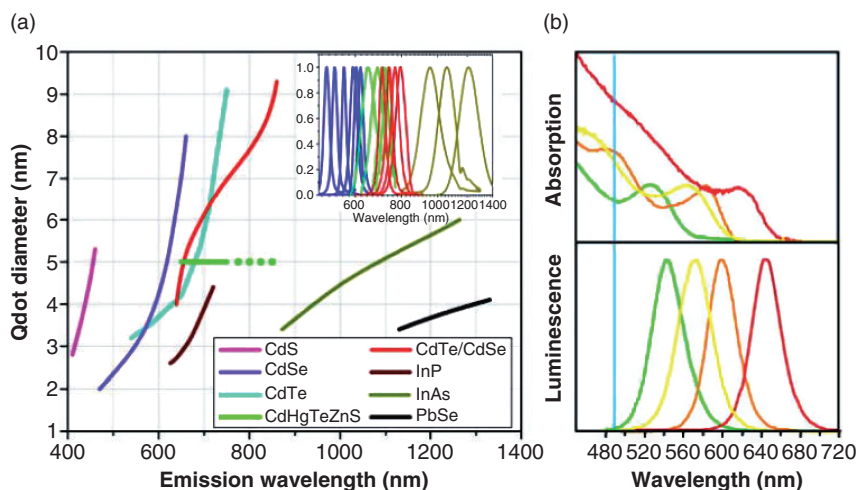 (a)
10
9
8
7
6
5
4
3
2
1
Qdot diameter (nm)
400 600 800 1000 1200 1400
Emission wavelength (nm)
1.0
0.8
0.6
0.4
0.2
0
600 800 1000 1200 1400
Wavelength (nm)
CdS
CdSe
CdTe
CdHgTeZnS
CdTe/CdSe
InP
InAs
PbSe
(b)
Absorption
Luminescence
480 520 560 600 640 680 720
Wavelength (nm)